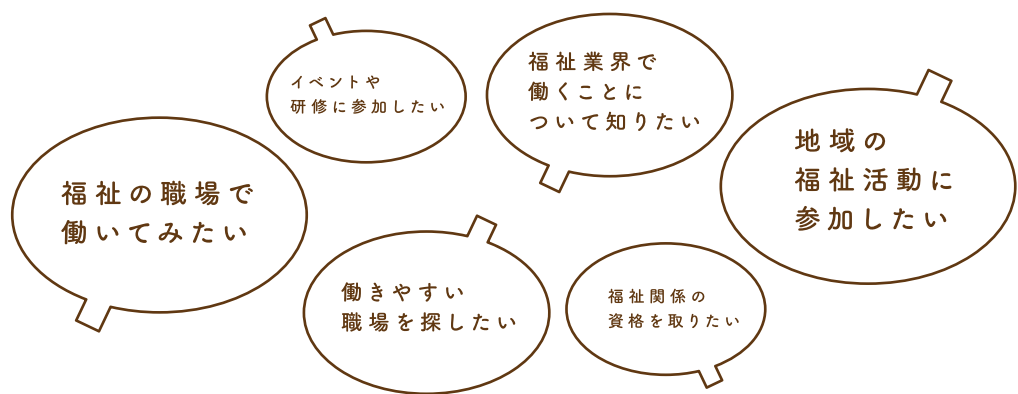 イベントや
研修に参加したい
福祉業界で
働くことに
ついて知りたい
地域の
福祉活動に
参加したい
福祉の職場で
働いてみたい
働きやすい
職場を探したい
福祉関係の
資格を取りたい